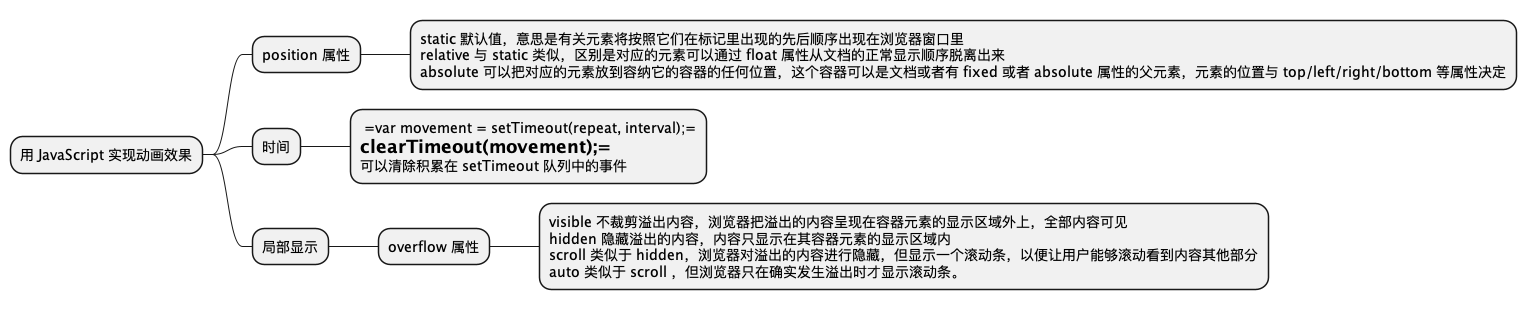 用 JavaScript 实现动画效果
position 属性
static 默认值，意思是有关元素将按照它们在标记里出现的先后顺序出现在浏览器窗口里
relative 与 static 类似，区别是对应的元素可以通过 float 属性从文档的正常显示顺序脱离出来
absolute 可以把对应的元素放到容纳它的容器的任何位置，这个容器可以是文档或者有 fixed 或者 absolute 属性的父元素，元素的位置与 top/left/right/bottom 等属性决定
时间
=var movement = setTimeout(repeat, interval);=
clearTimeout(movement);=
可以清除积累在 setTimeout 队列中的事件
局部显示
overflow 属性
visible 不裁剪溢出内容，浏览器把溢出的内容呈现在容器元素的显示区域外上，全部内容可见
hidden 隐藏溢出的内容，内容只显示在其容器元素的显示区域内
scroll 类似于 hidden，浏览器对溢出的内容进行隐藏，但显示一个滚动条，以便让用户能够滚动看到内容其他部分
auto 类似于 scroll ，但浏览器只在确实发生溢出时才显示滚动条。